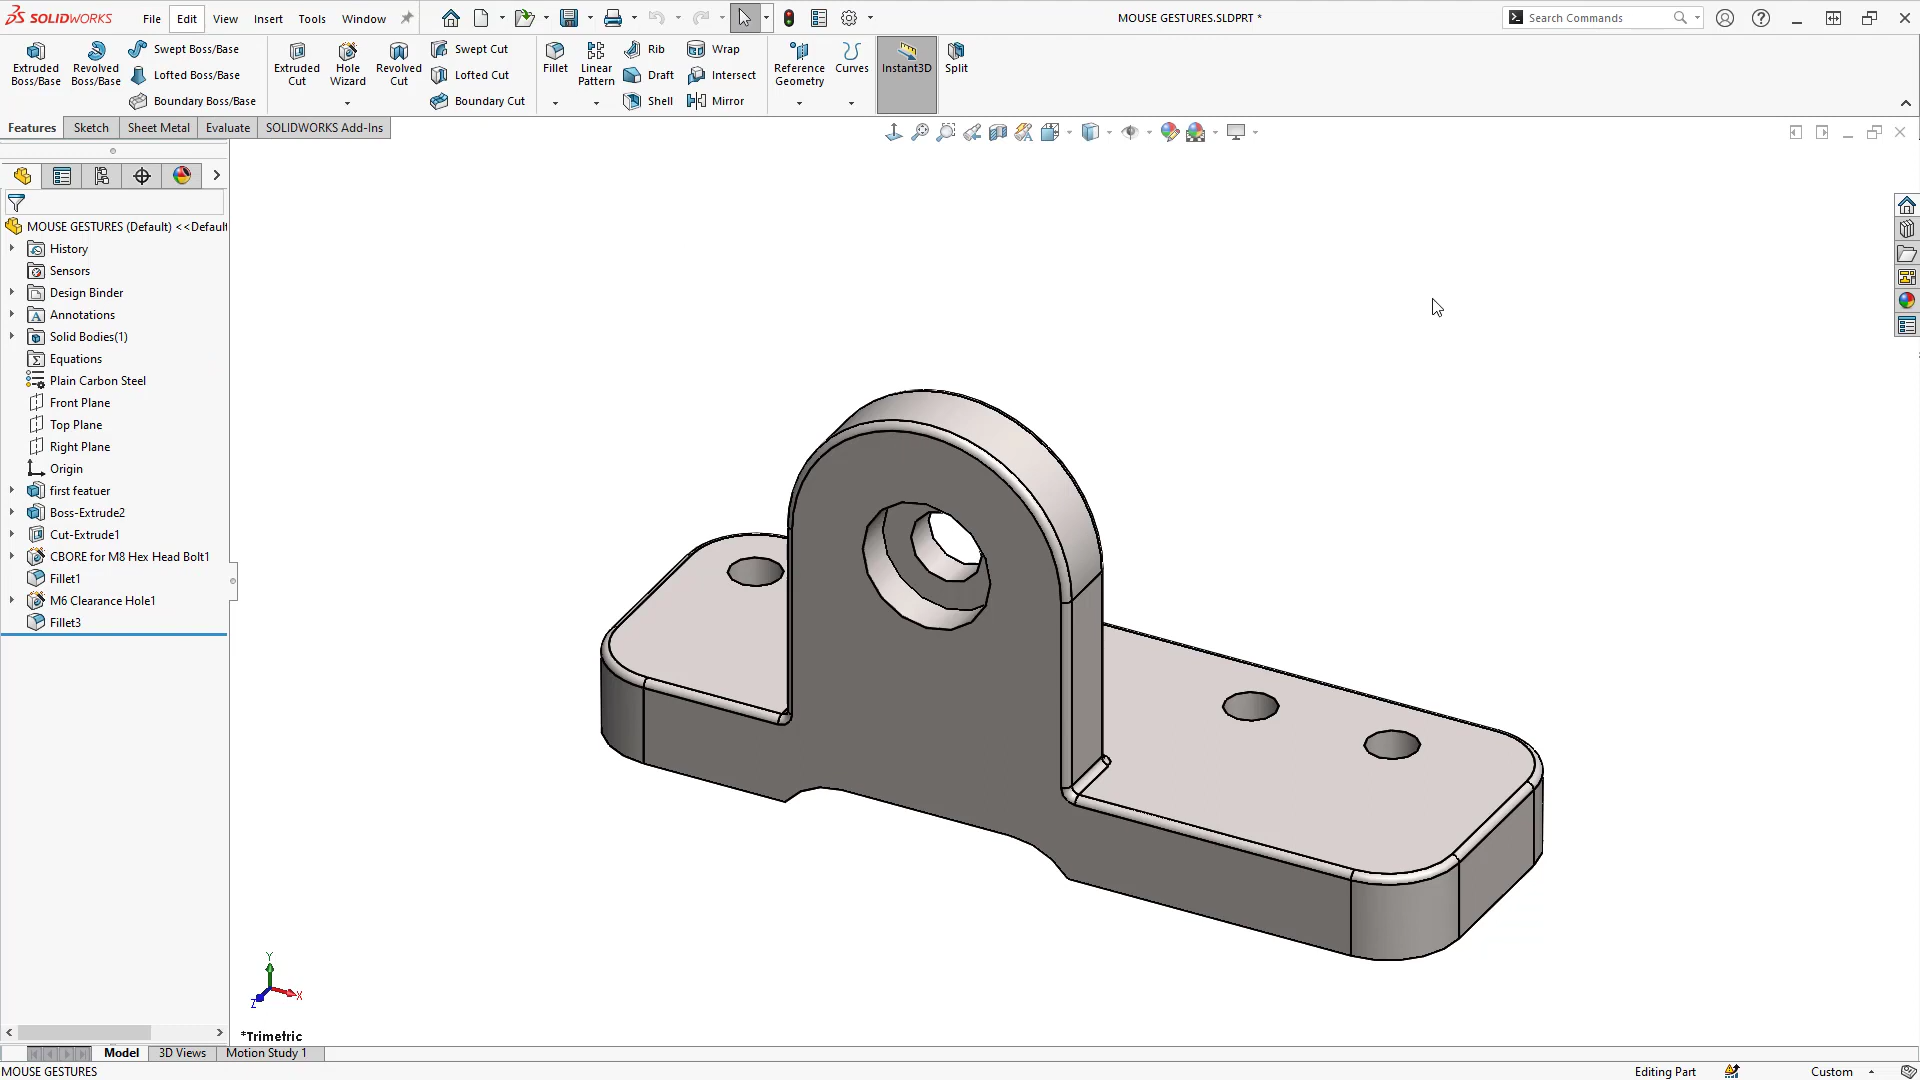 SOLIDWORKS File Edit View Insert Tools Window
MOUSE GESTURES.SLDPRT *
Search Commands
Extruded Boss/Base
Revolved Boss/Base
Swept Boss/Base
Lofted Boss/Base
Boundary Boss/Base
Extruded Cut
Hole Wizard
Revolved Cut
Swept Cut
Lofted Cut
Boundary Cut
Fillet
Linear Pattern
Rib
Draft
Shell
Wrap
Intersect
Mirror
Reference Geometry
Curves
Instant3D
Split
Features Sketch Sheet Metal Evaluate SOLIDWORKS Add-Ins
MOUSE GESTURES (Default) <<Default
History
Sensors
Design Binder
Annotations
Solid Bodies(1)
Equations
Plain Carbon Steel
Front Plane
Top Plane
Right Plane
Origin
first featuer
Boss-Extrude2
Cut-Extrude1
CBORE for M8 Hex Head Bolt1
Fillet1
M6 Clearance Hole1
Fillet3
Y
X
Z
*Trimetric
Model 3D Views Motion Study 1
MOUSE GESTURES
Editing Part
Custom